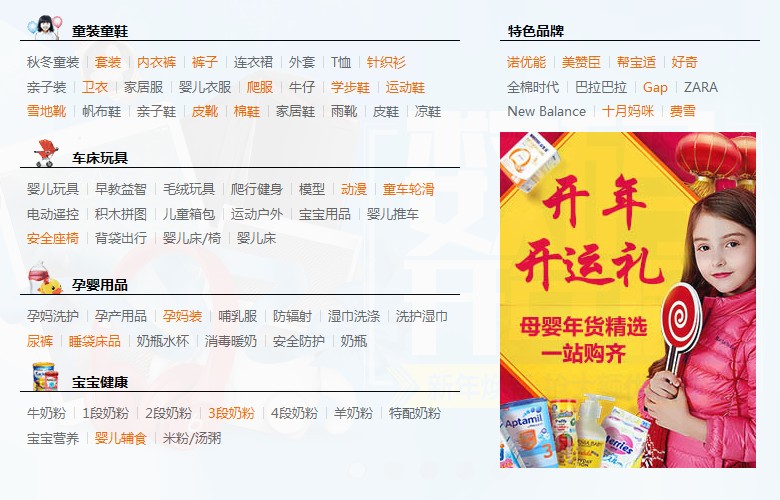 童装童鞋
秋冬童装 套装 内衣裤 裤子 连衣裙 外套 T恤 针织衫
亲子装 卫衣 家居服 婴儿衣服 爬服 牛仔 学步鞋 运动鞋
雪地靴 帆布鞋 亲子鞋 皮靴 棉鞋 家居鞋 雨靴 皮鞋 凉鞋
车床玩具
婴儿玩具 早教益智 毛绒玩具 爬行健身 模型 动漫 童车轮滑
电动遥控 积木拼图 儿童箱包 运动户外 宝宝用品 婴儿推车
安全座椅 背袋出行 婴儿床/椅 婴儿床
孕婴用品
孕妈洗护 孕产用品 孕妈装 哺乳服 防辐射 湿巾洗涤 洗护湿巾
尿裤 睡袋床品 奶瓶水杯 消毒暖奶 安全防护 奶瓶
宝宝健康
牛奶粉 1段奶粉 2段奶粉 3段奶粉 4段奶粉 羊奶粉 特配奶粉
宝宝营养 婴儿辅食 米粉/汤粥
特色品牌
诺优能 美赞臣 帮宝适 好奇
全棉时代 巴拉巴拉 Gap ZARA
New Balance 十月妈咪 费雪
开年
开运礼
母婴年货精选
一站购齐
Aptamil
3
Merries